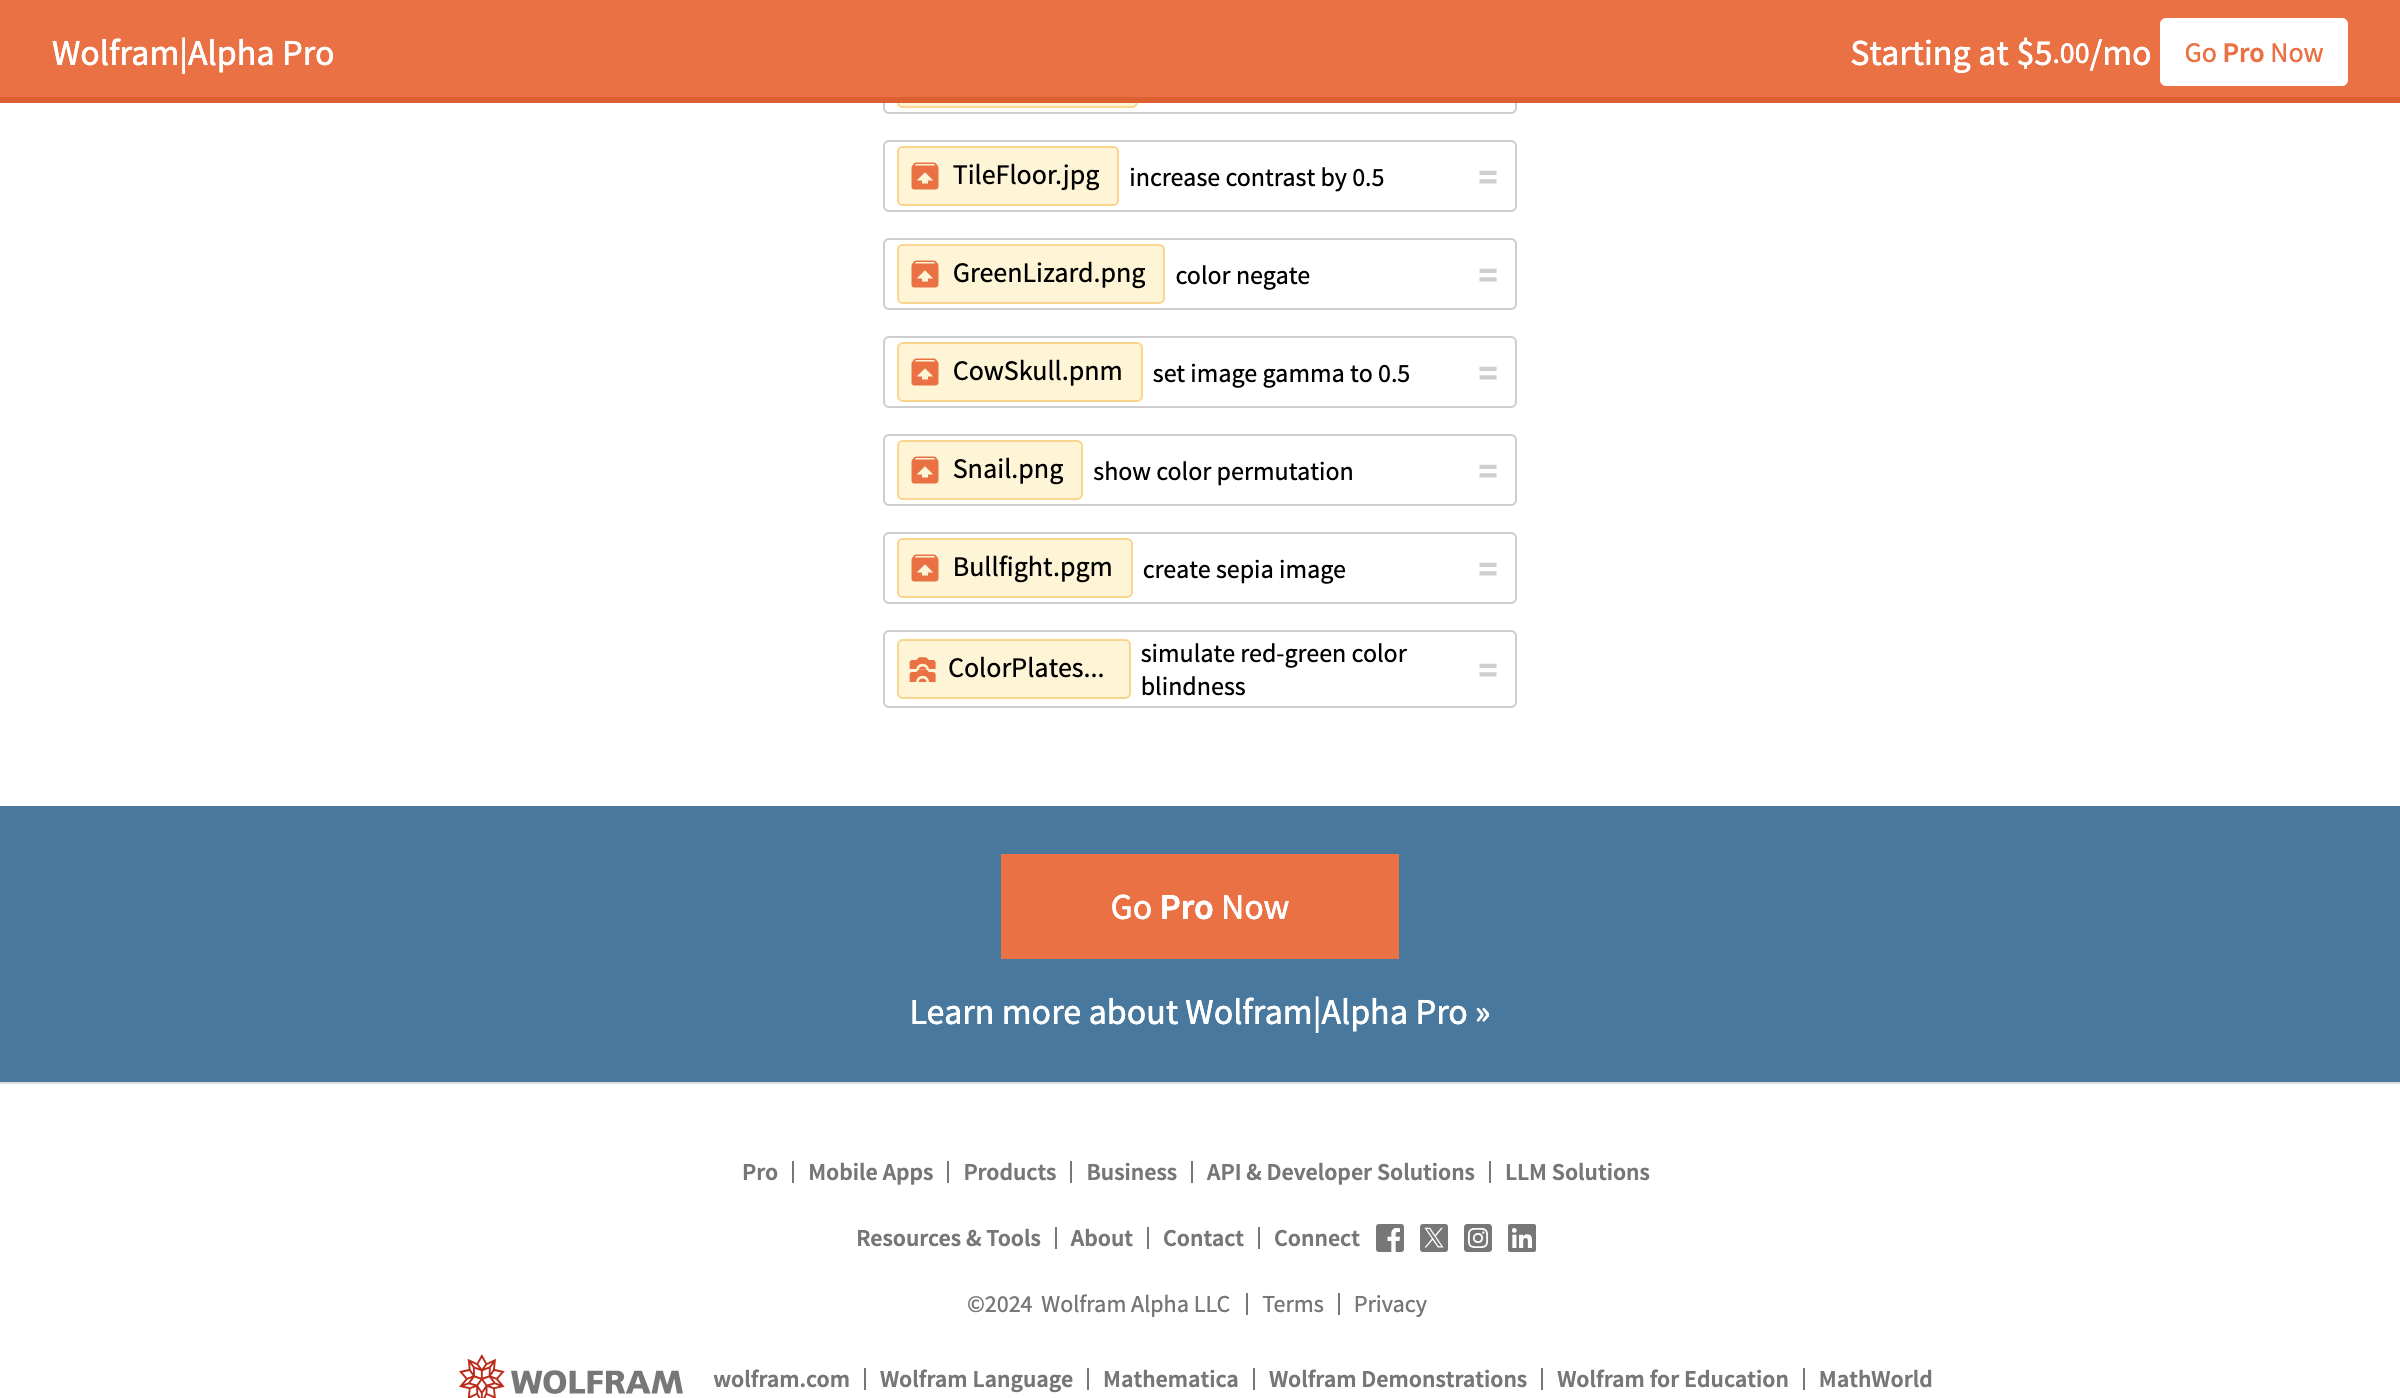 Wolfram|Alpha Pro
Starting at $5.00/mo Go Pro Now
TileFloor.jpg increase contrast by 0.5 =
GreenLizard.png color negate =
CowSkull.pnm set image gamma to 0.5 =
Snail.png show color permutation =
Bullfight.pgm create sepia image =
ColorPlates... simulate red-green color
blindness =
Go Pro Now
Learn more about Wolfram|Alpha Pro »
Pro | Mobile Apps | Products | Business | API & Developer Solutions | LLM Solutions
Resources & Tools | About | Contact | Connect
©2024 Wolfram Alpha LLC | Terms | Privacy
WOLFRAM wolfram.com | Wolfram Language | Mathematica | Wolfram Demonstrations | Wolfram for Education | MathWorld